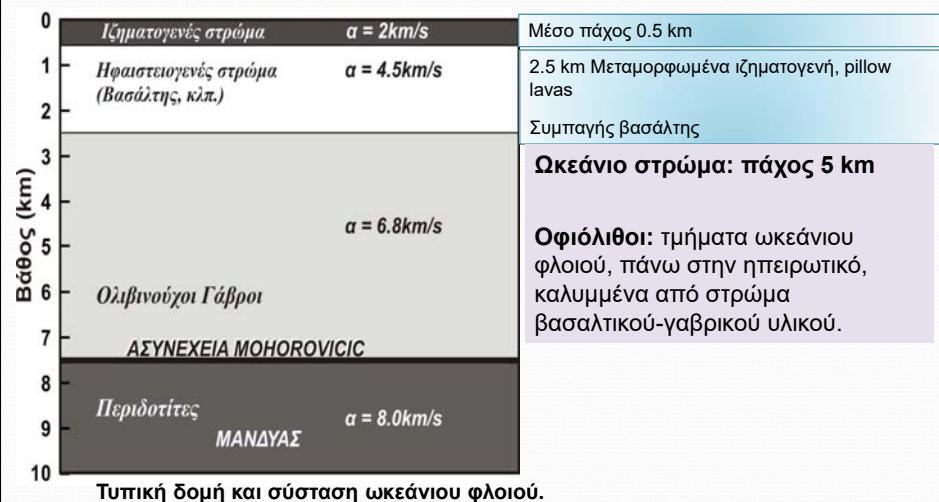 Βάθος (km)
0
1
2
3
4
5
6
7
8
9
10
Ιζηματογενές στρώμα α = 2km/s
Ηφαιστειογενές στρώμα α = 4.5km/s
(Βασάλτης, κλπ.)
α = 6.8km/s
Ολιβινούχοι Γάβροι
ΑΣΥΝΕΧΕΙΑ MOHOROVICIC
Περιδοτίτες α = 8.0km/s
ΜΑΝΔΥΑΣ
Τυπική δομή και σύσταση ωκεάνιου φλοιού.
Μέσο πάχος 0.5 km
2.5 km Μεταμορφωμένα ιζηματογενή, pillow
lavas
Συμπαγής βασάλτης
Ωκεάνιο στρώμα: πάχος 5 km
Οφιόλιθοι: τμήματα ωκεάνιου
φλοιού, πάνω στην ηπειρωτικό,
καλυμμένα από στρώμα
βασαλτικού-γαβρικού υλικού.